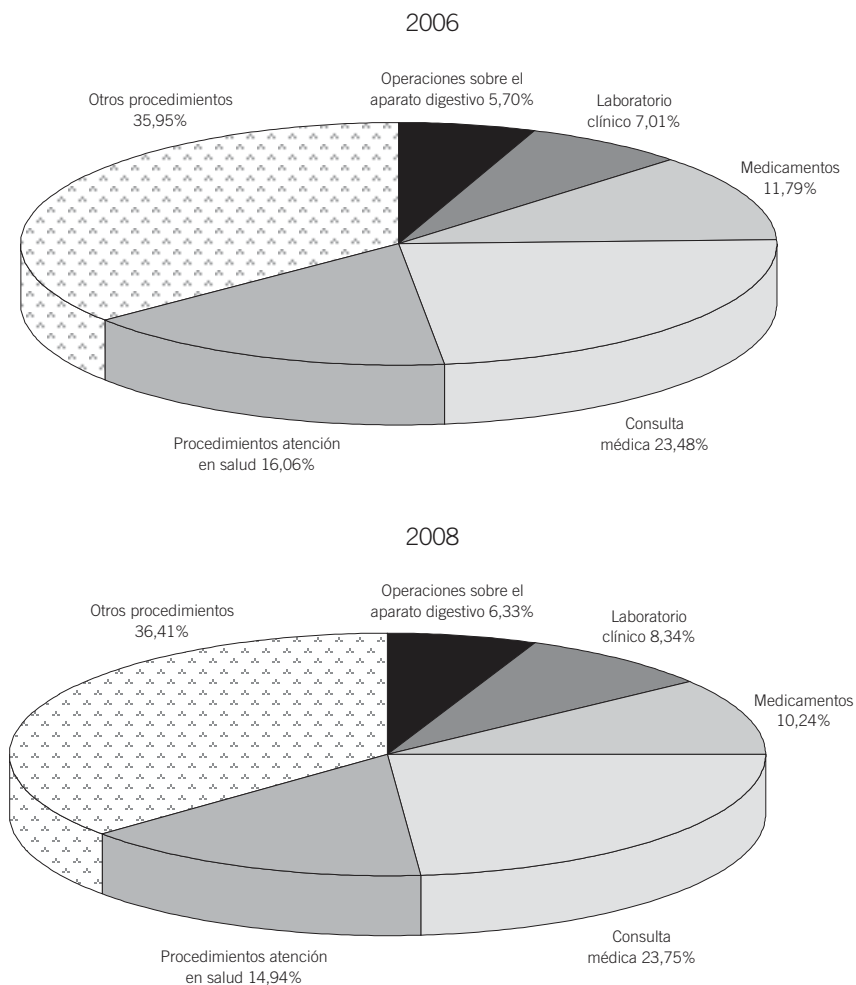 2006
Operaciones sobre el
aparato digestivo 5,70%
Otros procedimientos
35,95%
Laboratorio
clínico 7,01%
Medicamentos
11,79%
Consulta
médica 23,48%
Procedimientos atención
en salud 16,06%
2008
Operaciones sobre el
aparato digestivo 6,33%
Otros procedimientos
36,41%
Laboratorio
clínico 8,34%
Medicamentos
10,24%
Consulta
médica 23,75%
Procedimientos atención
en salud 14,94%